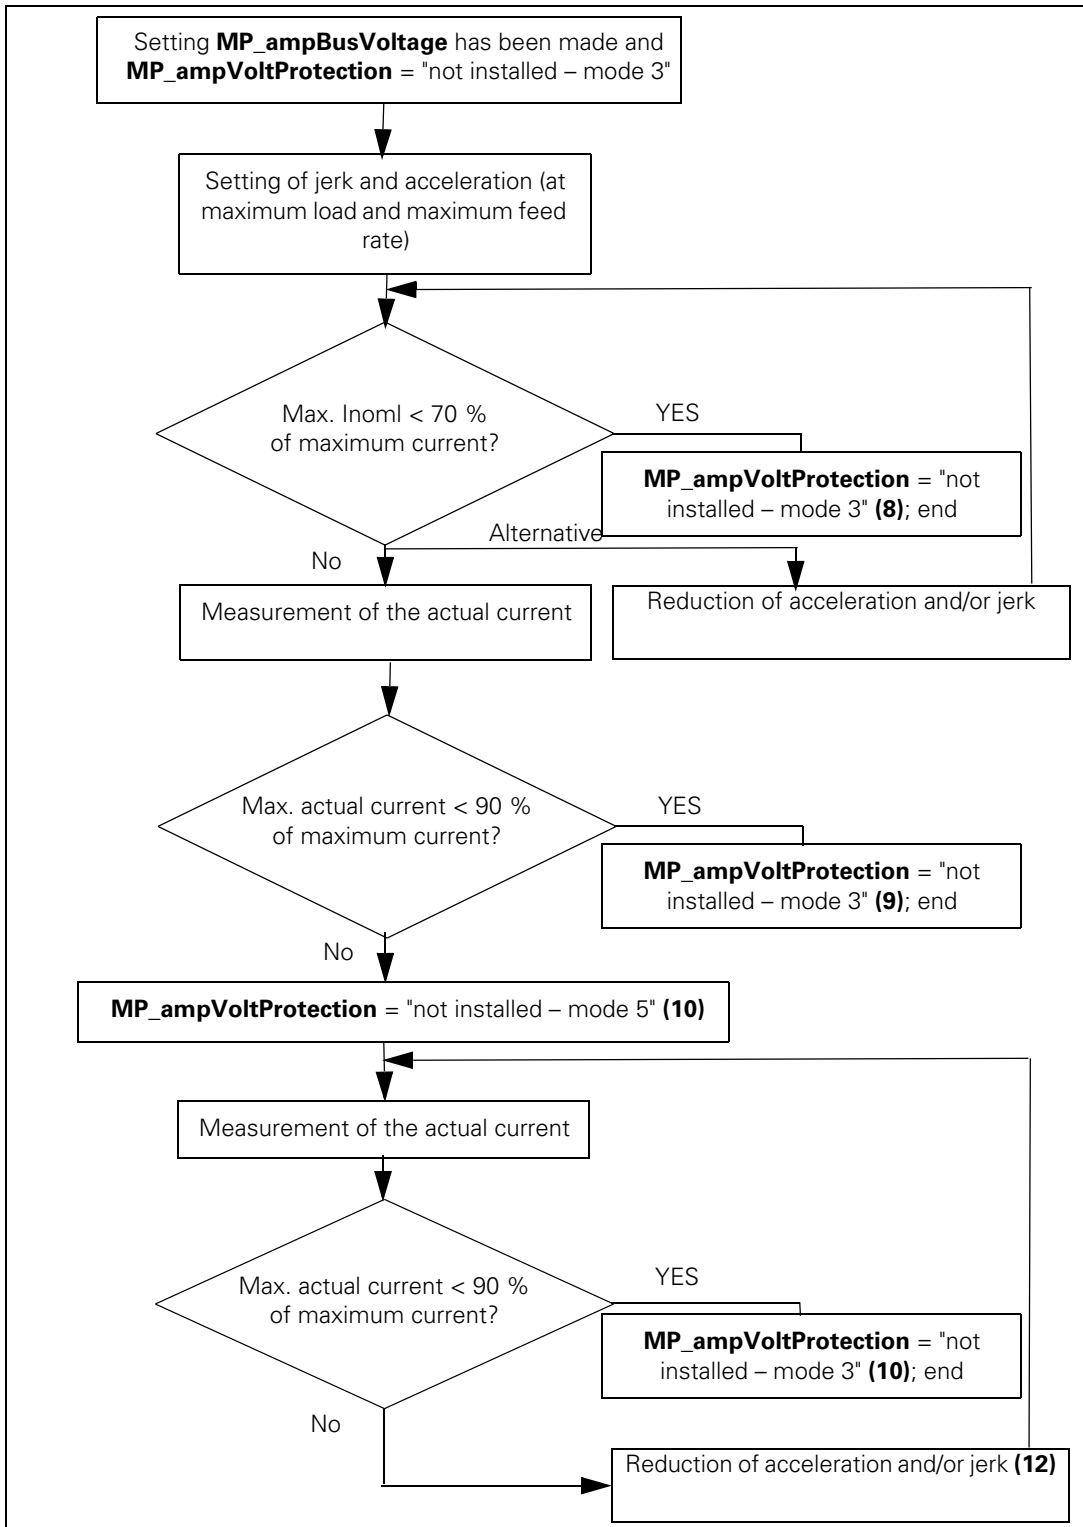 Setting MP_ampBusVoltage has been made and
MP_ampVoltProtection = "not installed – mode 3"
Setting of jerk and acceleration (at
maximum load and maximum feed
rate)
Max. Inoml < 70 %
of maximum current?
YES
MP_ampVoltProtection = "not
installed – mode 3" (8); end
Alternative
No
Measurement of the actual current
Reduction of acceleration and/or jerk
Max. actual current < 90 %
of maximum current?
YES
MP_ampVoltProtection = "not
installed – mode 3" (9); end
No
MP_ampVoltProtection = "not installed – mode 5" (10)
Measurement of the actual current
Max. actual current < 90 %
of maximum current?
YES
MP_ampVoltProtection = "not
installed – mode 3" (10); end
No
Reduction of acceleration and/or jerk (12)